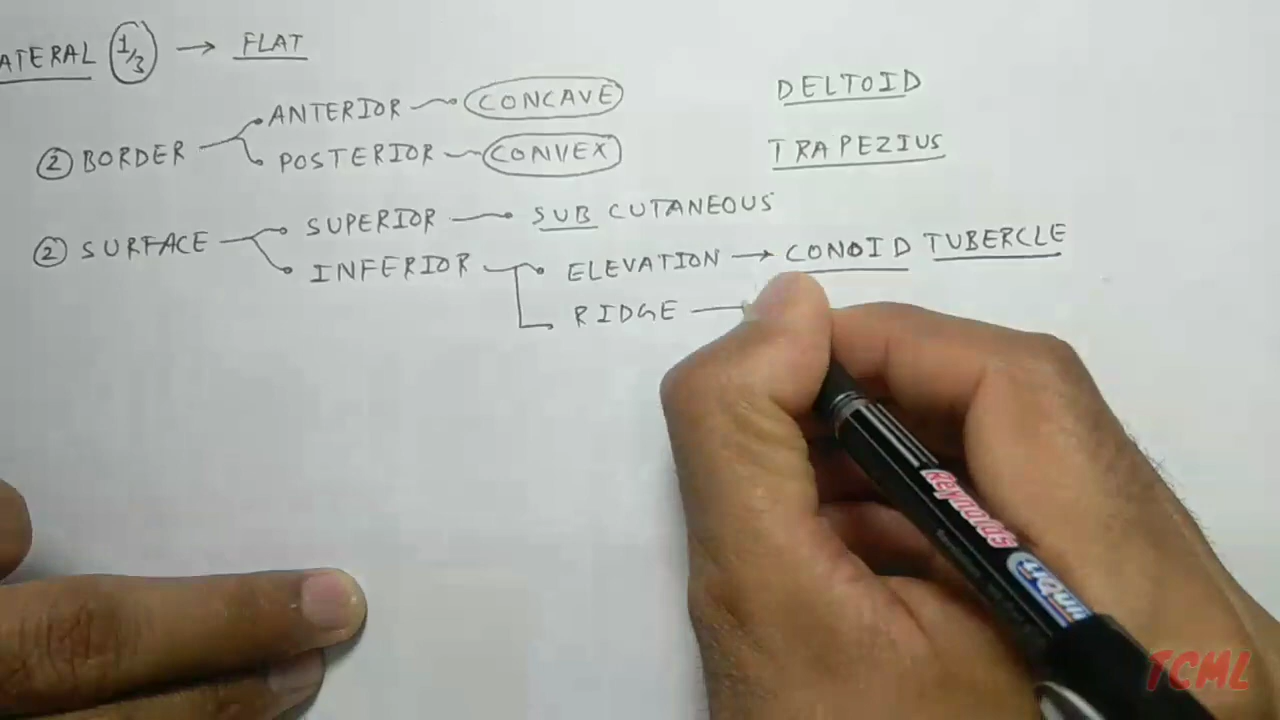 ATERAL 1/3 → FLAT
ANTERIOR CONCAVE DELTOID
② BORDER
POSTERIOR CONVEX TRAPEZIUS
SUPERIOR SUB CUTANEOUS
② SURFACE
INFERIOR ELEVATION → CONOID TUBERCLE
RIDGE
Reynolds
LIQUI
TCML